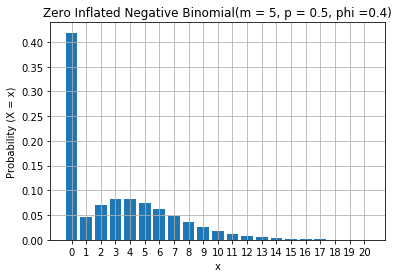 Zero Inflated Negative Binomial(m = 5, p = 0.5, phi =0.4)
Probability (X = x)
0.40
0.35
0.30
0.25
0.20
0.15
0.10
0.05
0.00
0 1 2 3 4 5 6 7 8 9 10 11 12 13 14 15 16 17 18 19 20
x